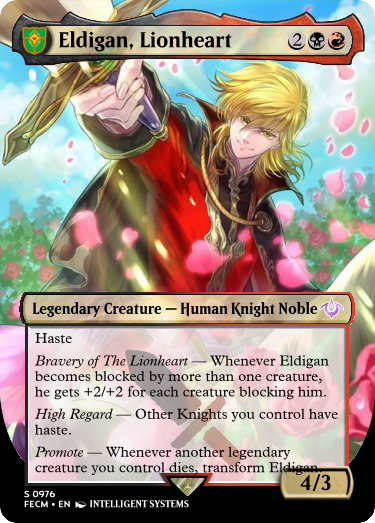 Eldigan, Lionheart 2
Legendary Creature — Human Knight Noble
Haste
Bravery of The Lionheart — Whenever Eldigan
becomes blocked by more than one creature,
he gets +2/+2 for each creature blocking him.
High Regard — Other Knights you control have
haste.
Promote — Whenever another legendary
creature you control dies, transform Eldigan.
4/3
S 0976
FECM • EN INTELLIGENT SYSTEMS